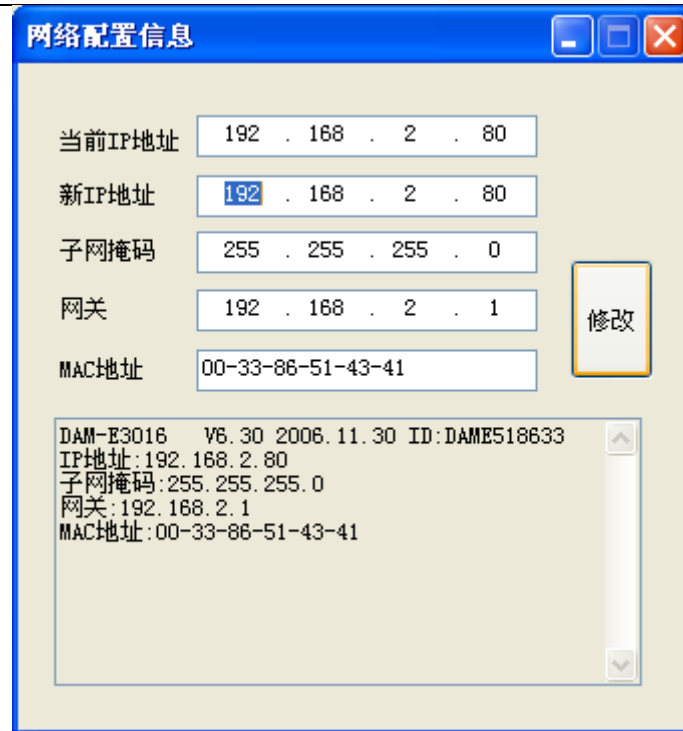 网络配置信息
当前IP地址 192 . 168 . 2 . 80
新IP地址 192 . 168 . 2 . 80
子网掩码 255 . 255 . 255 . 0
网关 192 . 168 . 2 . 1
修改
MAC地址 00-33-86-51-43-41
DAM-E3016 V6.30 2006.11.30 ID:DAME518633
IP地址:192.168.2.80
子网掩码:255.255.255.0
网关:192.168.2.1
MAC地址:00-33-86-51-43-41